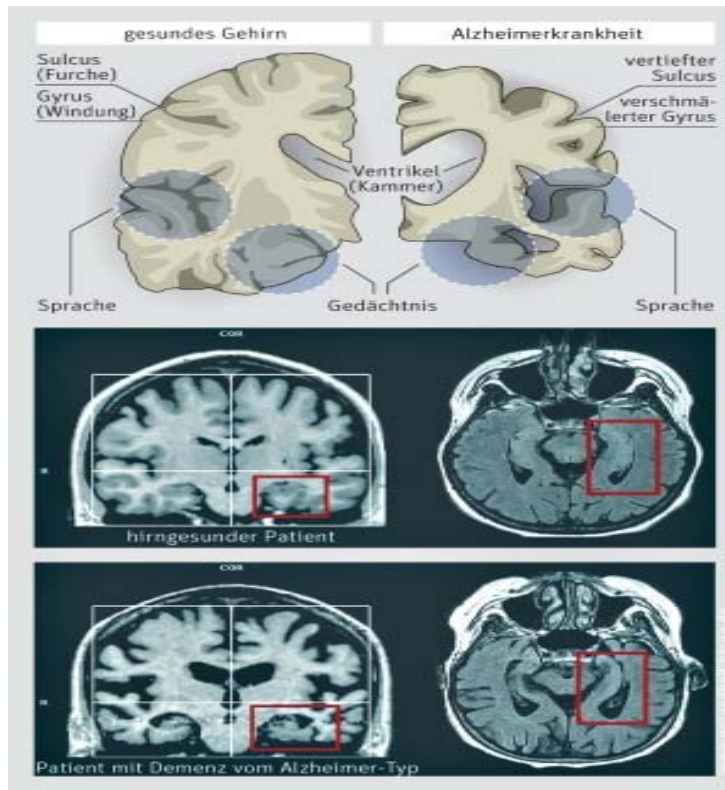 gesundes Gehirn
Alzheimerkrankheit
Sulcus
(Furche)
Gyrus
(Windung)
vertiefter
Sulcus
verschmä-
lerter Gyrus
Ventrikel
(Kammer)
Sprache
Gedächtnis
Sprache
COR
R
hirngesunder Patient
COR
R
Patient mit Demenz vom Alzheimer-Typ